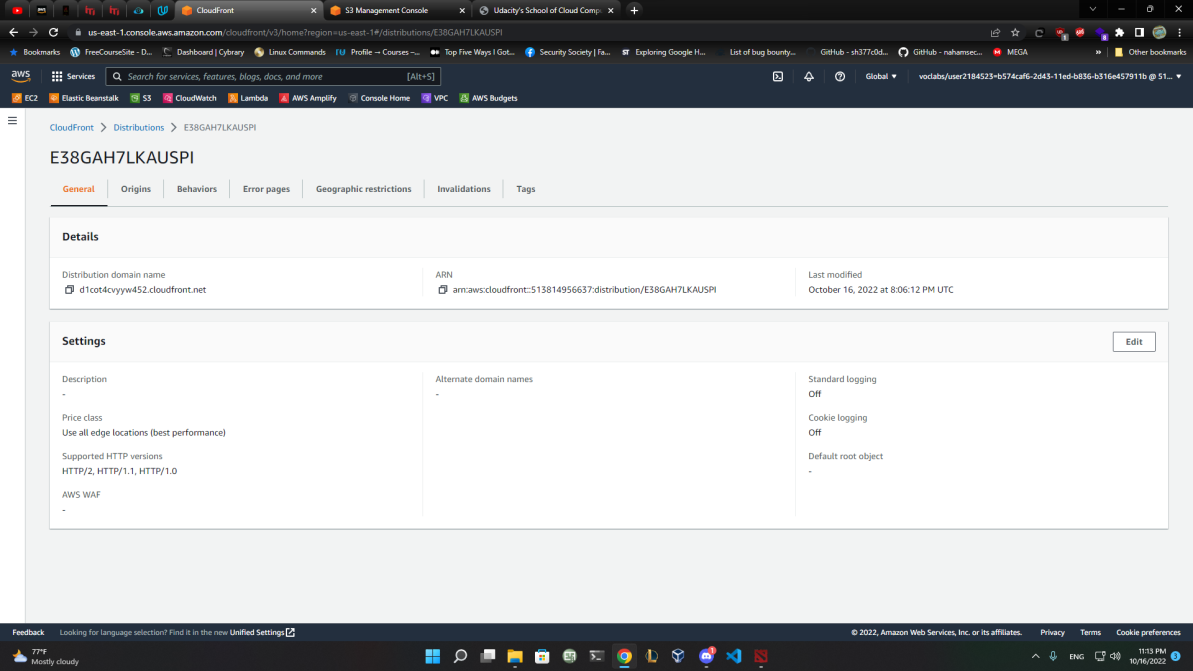 CloudFront
S3 Management Console
Udacity's School of Cloud Comp
us-east-1.console.aws.amazon.com/cloudfront/v3/home?region=us-east-1#/distributions/E38GAH7LKAUSPI
Bookmarks FreeCourseSite - D... Dashboard | Cybrary Linux Commands Profile → Courses –... Top Five Ways I Got... Security Society | Fa... Exploring Google H... List of bug bounty... GitHub - sh377c0d... GitHub - nahamsec... MEGA » Other bookmarks
aws Services Search for services, features, blogs, docs, and more [Alt+S] Global voclabs/user2184523=b574caf6-2d43-11ed-b836-b316e457911b @ 51...
EC2 Elastic Beanstalk S3 CloudWatch Lambda AWS Amplify Console Home VPC AWS Budgets
CloudFront Distributions E38GAH7LKAUSPI
E38GAH7LKAUSPI
General Origins Behaviors Error pages Geographic restrictions Invalidations Tags
Details
Distribution domain name
d1cot4cvyyw452.cloudfront.net
ARN
arn:aws:cloudfront::513814956637:distribution/E38GAH7LKAUSPI
Last modified
October 16, 2022 at 8:06:12 PM UTC
Settings
Edit
Description
-
Price class
Use all edge locations (best performance)
Supported HTTP versions
HTTP/2, HTTP/1.1, HTTP/1.0
AWS WAF
-
Alternate domain names
-
Standard logging
Off
Cookie logging
Off
Default root object
-
Feedback Looking for language selection? Find it in the new Unified Settings © 2022, Amazon Web Services, Inc. or its affiliates. Privacy Terms Cookie preferences
77°F
Mostly cloudy
ENG
11:13 PM
10/16/2022
3